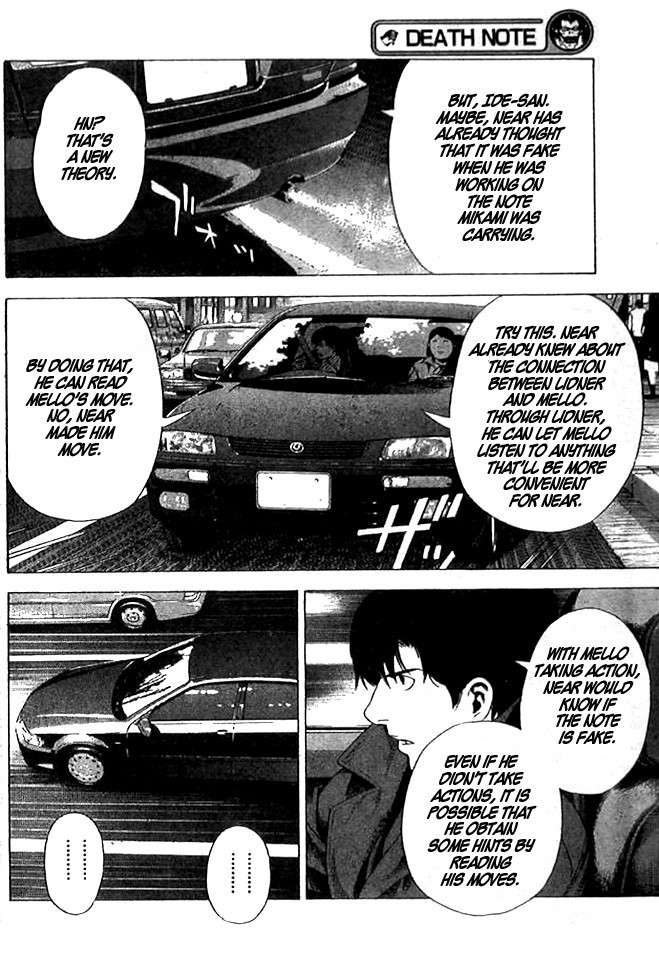 DEATH NOTE
BUT, IDE-SAN.
MAYBE, NEAR HAS
ALREADY THOUGHT
THAT IT WAS FAKE
WHEN HE WAS
WORKING ON
THE NOTE
MIKAMI WAS
CARRYING.
HN?
THAT'S
A NEW
THEORY.
TRY THIS. NEAR
ALREADY KNEW ABOUT
THE CONNECTION
BETWEEN LIDNER
AND MELLO.
THROUGH LIDNER,
HE CAN LET MELLO
LISTEN TO ANYTHING
THAT'LL BE MORE
CONVENIENT
FOR NEAR.
BY DOING THAT,
HE CAN READ
MELLO'S MOVE.
NO, NEAR
MADE HIM
MOVE.
WITH MELLO
TAKING ACTION,
NEAR WOULD
KNOW IF
THE NOTE
IS FAKE.
EVEN IF HE
DIDN'T TAKE
ACTIONS, IT IS
POSSIBLE THAT
HE OBTAIN
SOME HINTS BY
READING
HIS MOVES.
........
........